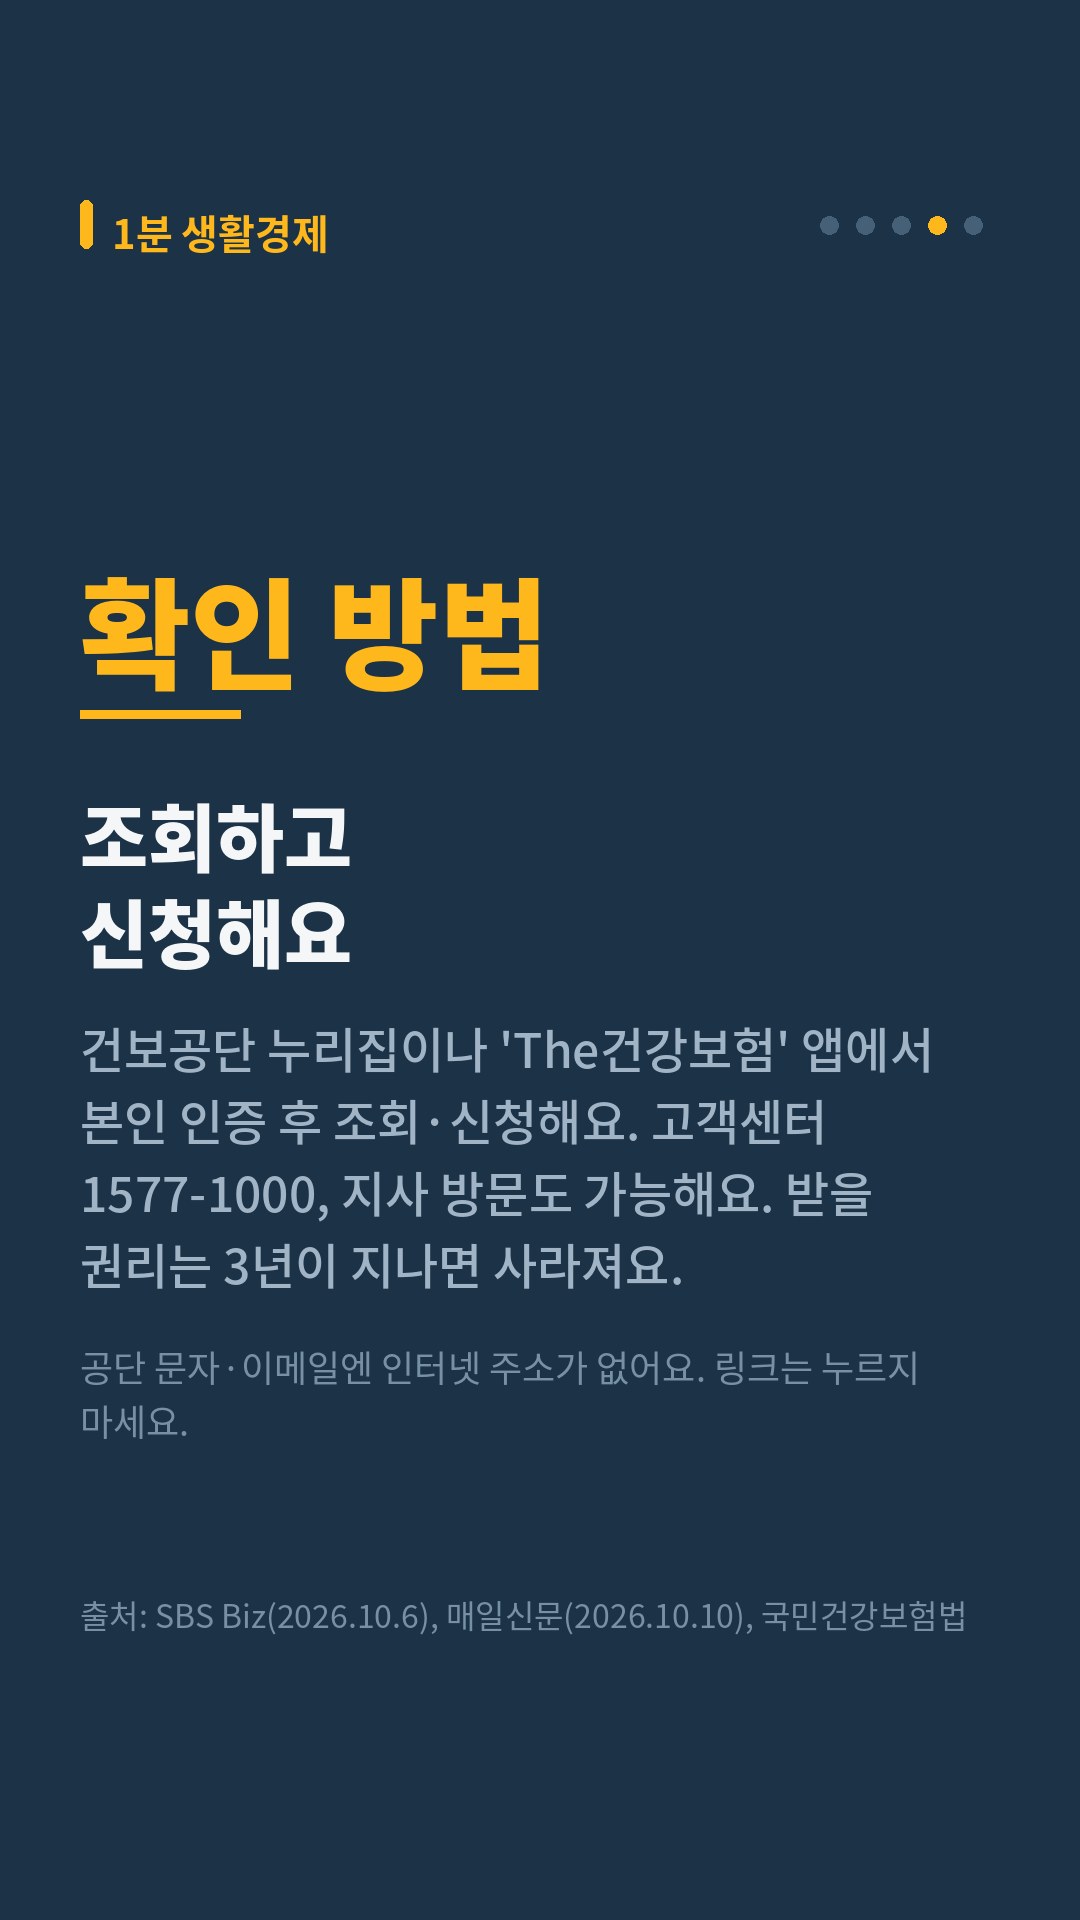 1분 생활경제
확인 방법
조회하고
신청해요
건보공단 누리집이나 'The건강보험' 앱에서
본인 인증 후 조회·신청해요. 고객센터
1577-1000, 지사 방문도 가능해요. 받을
권리는 3년이 지나면 사라져요.
공단 문자·이메일엔 인터넷 주소가 없어요. 링크는 누르지
마세요.
출처: SBS Biz(2026.10.6), 매일신문(2026.10.10), 국민건강보험법